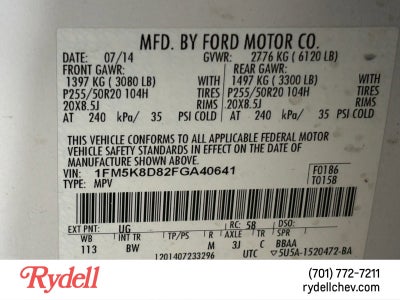 MFD. BY FORD MOTOR CO.
DATE: 07/14 GVWR: 2776 KG ( 6120 LB)
FRONT GAWR: REAR GAWR:
1397 KG ( 3080 LB) WITH 1497 KG ( 3300 LB) WITH
P255/50R20 104H TIRES P255/50R20 104H TIRES
20X8.5J RIMS 20X8.5J RIMS
AT 240 kPa/ 35 PSI COLD AT 240 kPa/ 35 PSI COLD
THIS VEHICLE CONFORMS TO ALL APPLICABLE FEDERAL MOTOR
VEHICLE SAFETY STANDARDS IN EFFECT ON THE DATE OF
MANUFACTURE SHOWN ABOVE.
VIN: 1FM5K8D82FGA40641 F0186
TYPE: MPV T0158
EXT PNT: UG RC: 58 DSO:
WB INT TR TP/PS R AXLE TR SPR
113 BW M 3J C BBAA
1201407233296 UTC ▽5U5A-1520472-BA
Rydell
(701) 772-7211
rydellchev.com